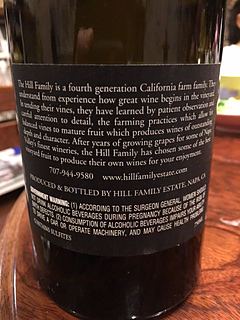 The Hill Family is a fourth generation California farm family. They
understand from experience how great wine begins in the vineyard.
In tending their vines, they have learned by patient observation and
careful attention to detail, the farming practices which allow
balanced vines to mature fruit which produces wines of outstanding
depth and character. After years of growing grapes for some of Napa
Valley's finest wineries, the Hill Family has chosen some of the best
vineyard fruit to produce their own wines for your enjoyment.
707-944-9580 www.hillfamilyestate.com
PRODUCED & BOTTLED BY HILL FAMILY ESTATE, NAPA, CA
GOVERNMENT WARNING: (1) ACCORDING TO THE SURGEON GENERAL, WOMEN SHOULD
NOT DRINK ALCOHOLIC BEVERAGES DURING PREGNANCY BECAUSE OF THE RISK OF
(2) CONSUMPTION OF ALCOHOLIC BEVERAGES IMPAIRS YOUR ABILITY
TO DRIVE A CAR OR OPERATE MACHINERY, AND MAY CAUSE HEALTH PROBLEMS
CONTAINS SULFITES